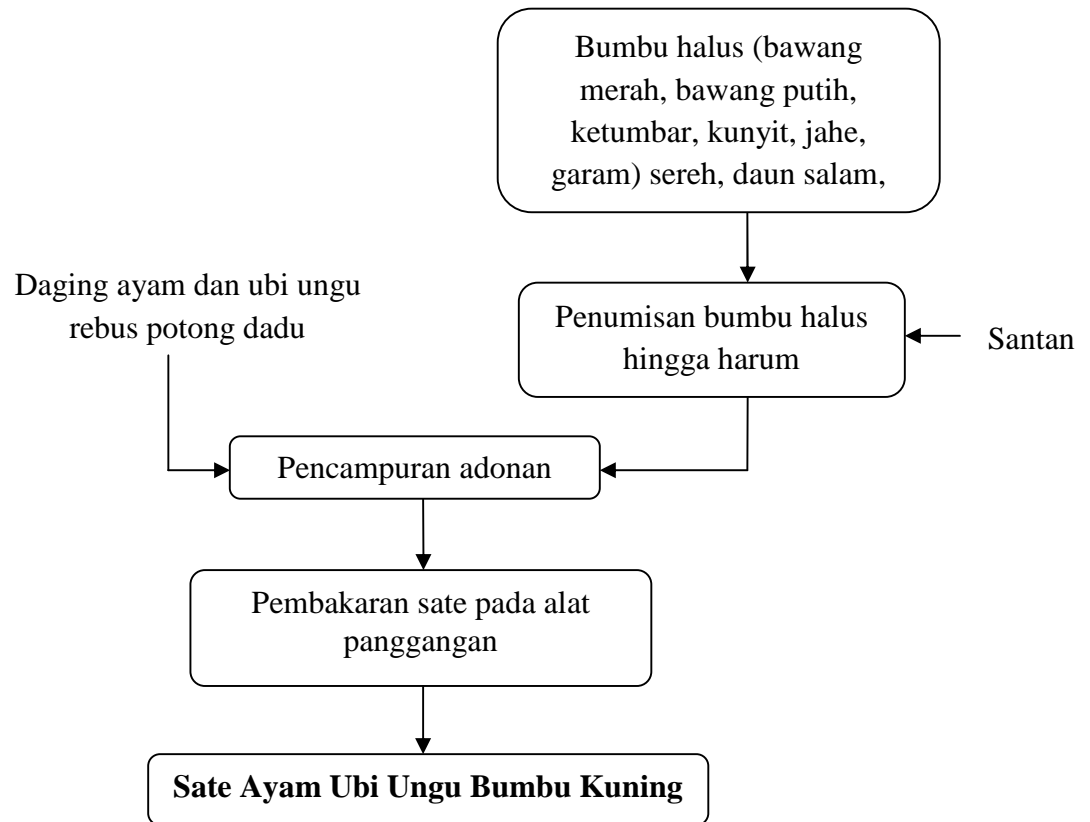 Bumbu halus (bawang
merah, bawang putih,
ketumbar, kunyit, jahe,
garam) sereh, daun salam,
Daging ayam dan ubi ungu
rebus potong dadu
Penumisan bumbu halus
hingga harum
Santan
Pencampuran adonan
Pembakaran sate pada alat
panggangan
Sate Ayam Ubi Ungu Bumbu Kuning